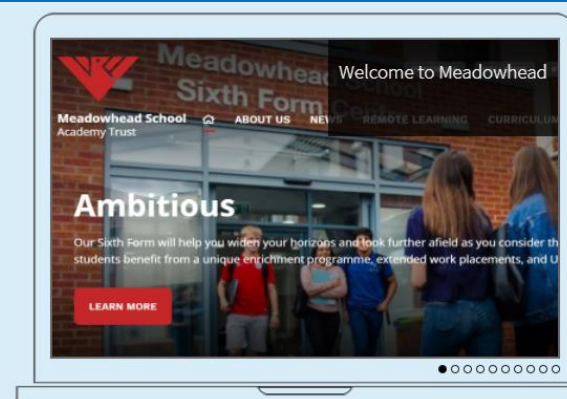 Welcome to Meadowhead
Meadowhead School
Sixth Form Centre
Meadowhead School
Academy Trust
ABOUT US NEWS REMOTE LEARNING CURRICULUM
Ambitious
Our Sixth Form will help you widen your horizons and look further afield as you consider th
students benefit from a unique enrichment programme, extended work placements, and U
LEARN MORE